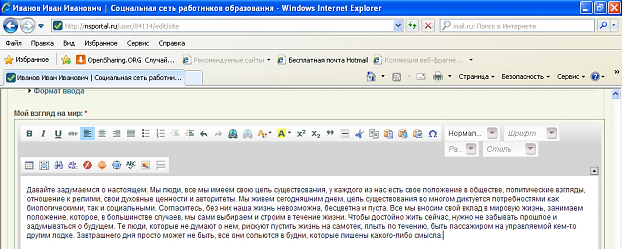 Иванов Иван Иванович | Социальная сеть работников образования - Windows Internet Explorer
http://nsportal.ru/user/84114/edit/site
mail.ru: Поиск в Интернете
Файл Правка Вид Избранное Сервис Справка
Избранное OpenSharing.ORG Случай... Рекомендуемые сайты Бесплатная почта Hotmail Коллекция веб-фрагме...
Иванов Иван Иванович | Социальная сеть работни... Страница Безопасность Сервис
Формат ввода
Мой взгляд на мир: *
B I U abc Нормал... Шрифт
Ра... Стиль
Давайте задумаемся о настоящем. Мы люди, все мы имеем свою цель существования, у каждого из нас есть свое положение в обществе, политические взгляды,
отношение к религии, свои духовные ценности и авторитеты. Мы живем сегодняшним днем, цель существования во многом диктуется потребностями как
биологическими, так и социальными. Согласитесь, без них наша жизнь невозможна, бесцветна и пуста. Все мы вносим свой вклад в мировую жизнь, занимаем
положение, которое, в большинстве случаев, мы сами выбираем и строим в течение жизни. Чтобы достойно жить сейчас, нужно не забывать прошлое и
задумываться о будущем. Те люди, которые не думают о нем, рискуют пустить жизнь на самотек, плыть по течению, быть пассажиром на управляемой кем-то
другим лодке. Завтрашнего дня просто может не быть, все они сольются в будни, которые лишены какого-либо смысла.